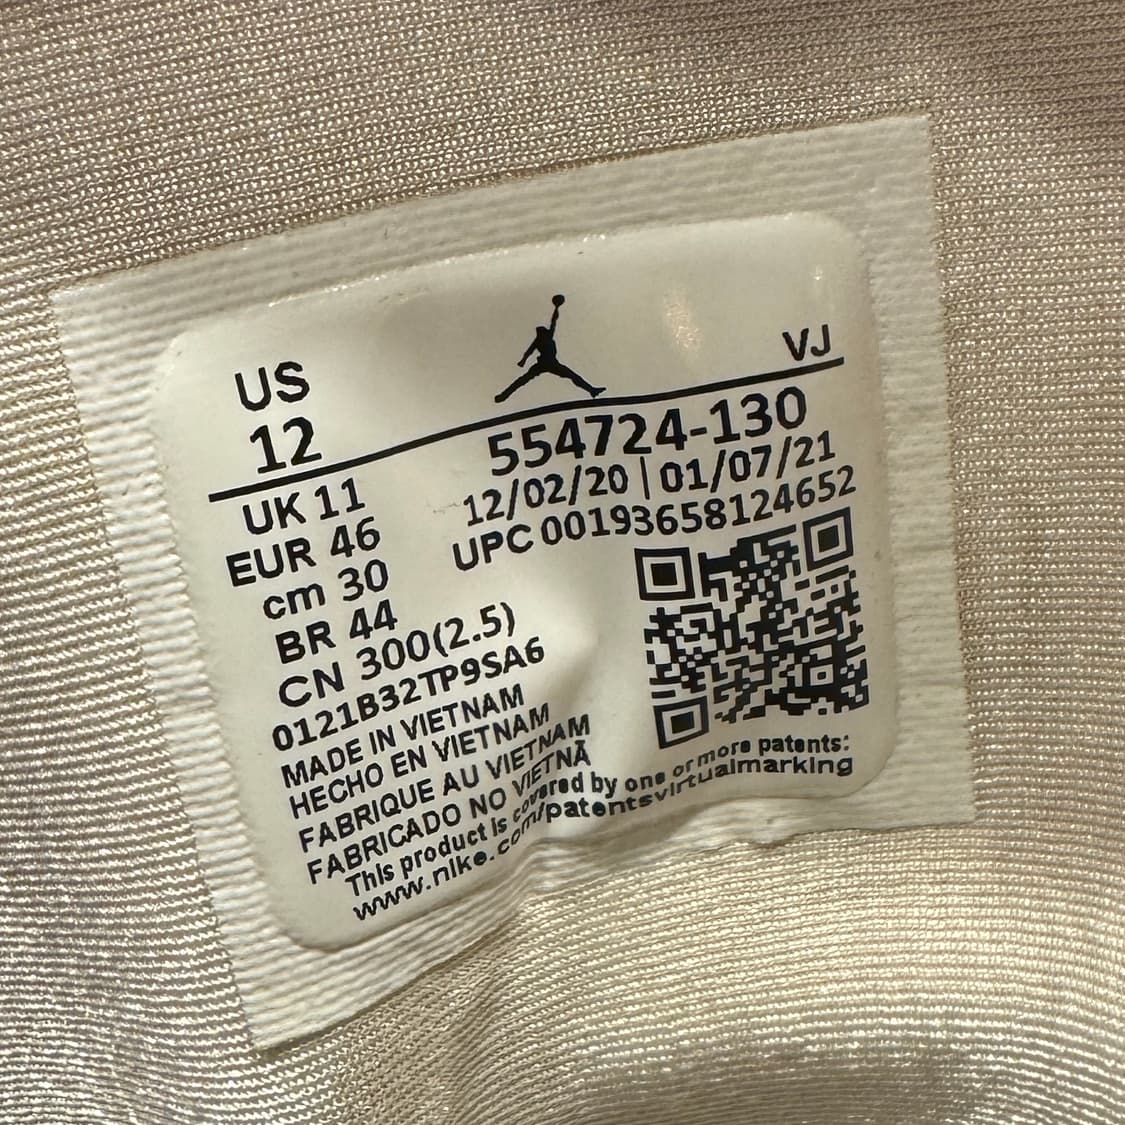 US
12
VJ
554724-130
12/02/20 | 01/07/21
UPC 00193658124652
UK 11
EUR 46
cm 30
BR 44
CN 300(2.5)
0121B32TP9SA6
MADE IN VIETNAM
HECHO EN VIETNAM
FABRIQUE AU VIETNAM
FABRICADO NO VIETNÃ
This product is covered by one or more patents:
www.nike.com/patentsvirtualmarking